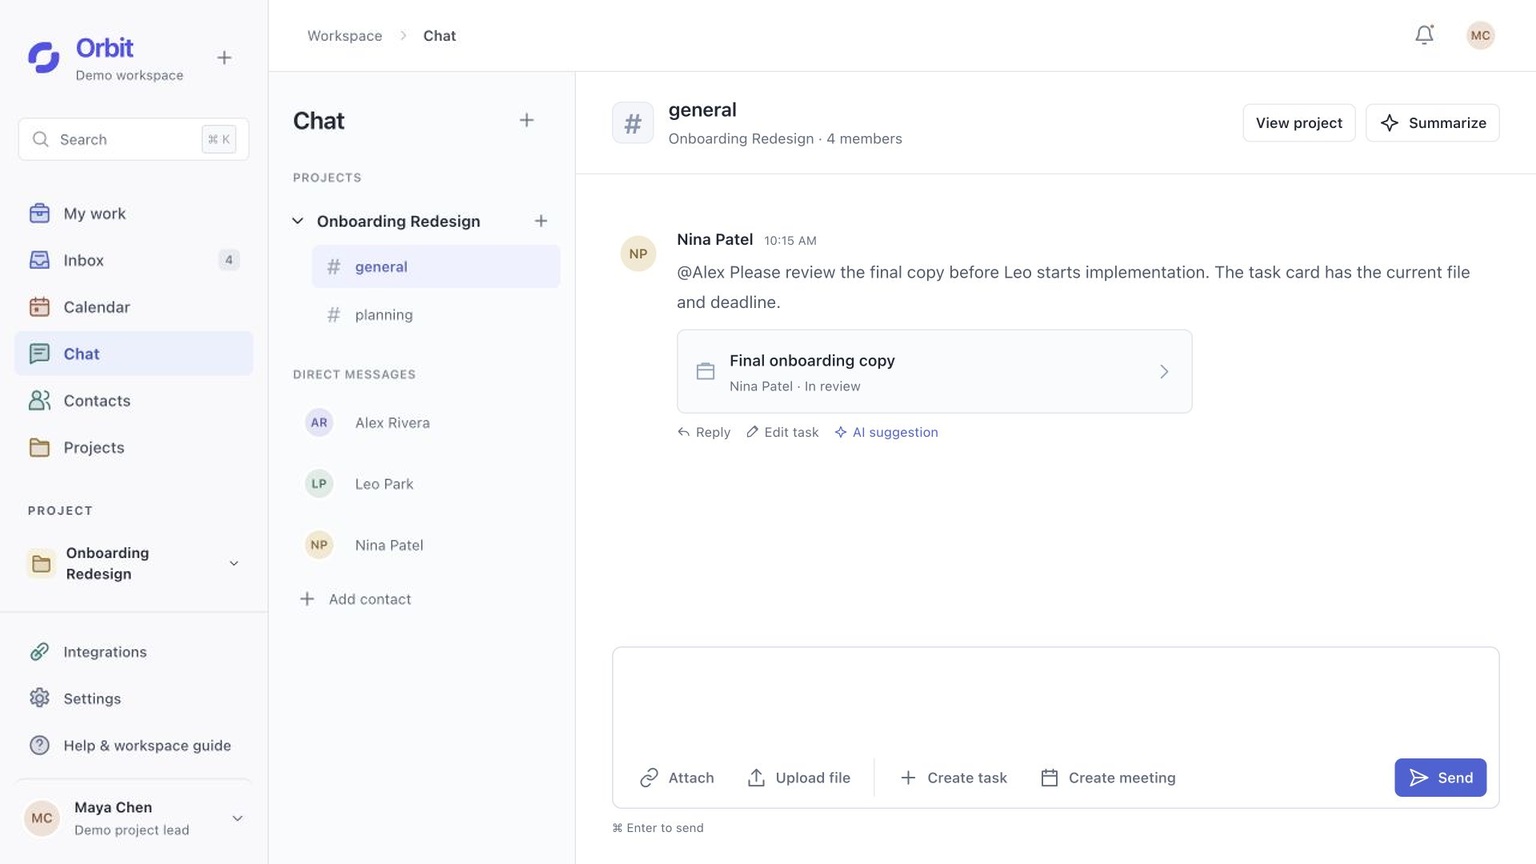 Orbit
Demo workspace
Search
⌘ K
My work
Inbox
4
Calendar
Chat
Contacts
Projects
PROJECT
Onboarding
Redesign
Integrations
Settings
Help & workspace guide
MC
Maya Chen
Demo project lead
Workspace
Chat
MC
Chat
PROJECTS
Onboarding Redesign
# general
# planning
DIRECT MESSAGES
AR Alex Rivera
LP Leo Park
NP Nina Patel
Add contact
#
general
Onboarding Redesign · 4 members
View project
Summarize
NP
Nina Patel 10:15 AM
@Alex Please review the final copy before Leo starts implementation. The task card has the current file
and deadline.
Final onboarding copy
Nina Patel · In review
Reply
Edit task
AI suggestion
Attach
Upload file
Create task
Create meeting
Send
⌘ Enter to send